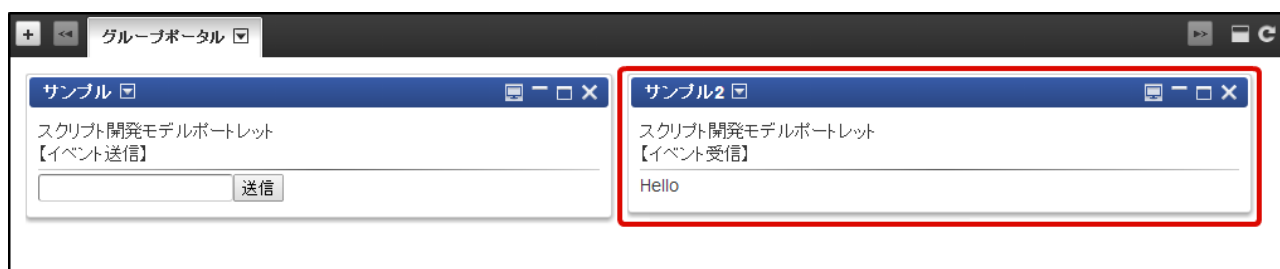 グループポータル
サンプル
スクリプト開発モデルポートレット
【イベント送信】
送信
サンプル2
スクリプト開発モデルポートレット
【イベント受信】
Hello